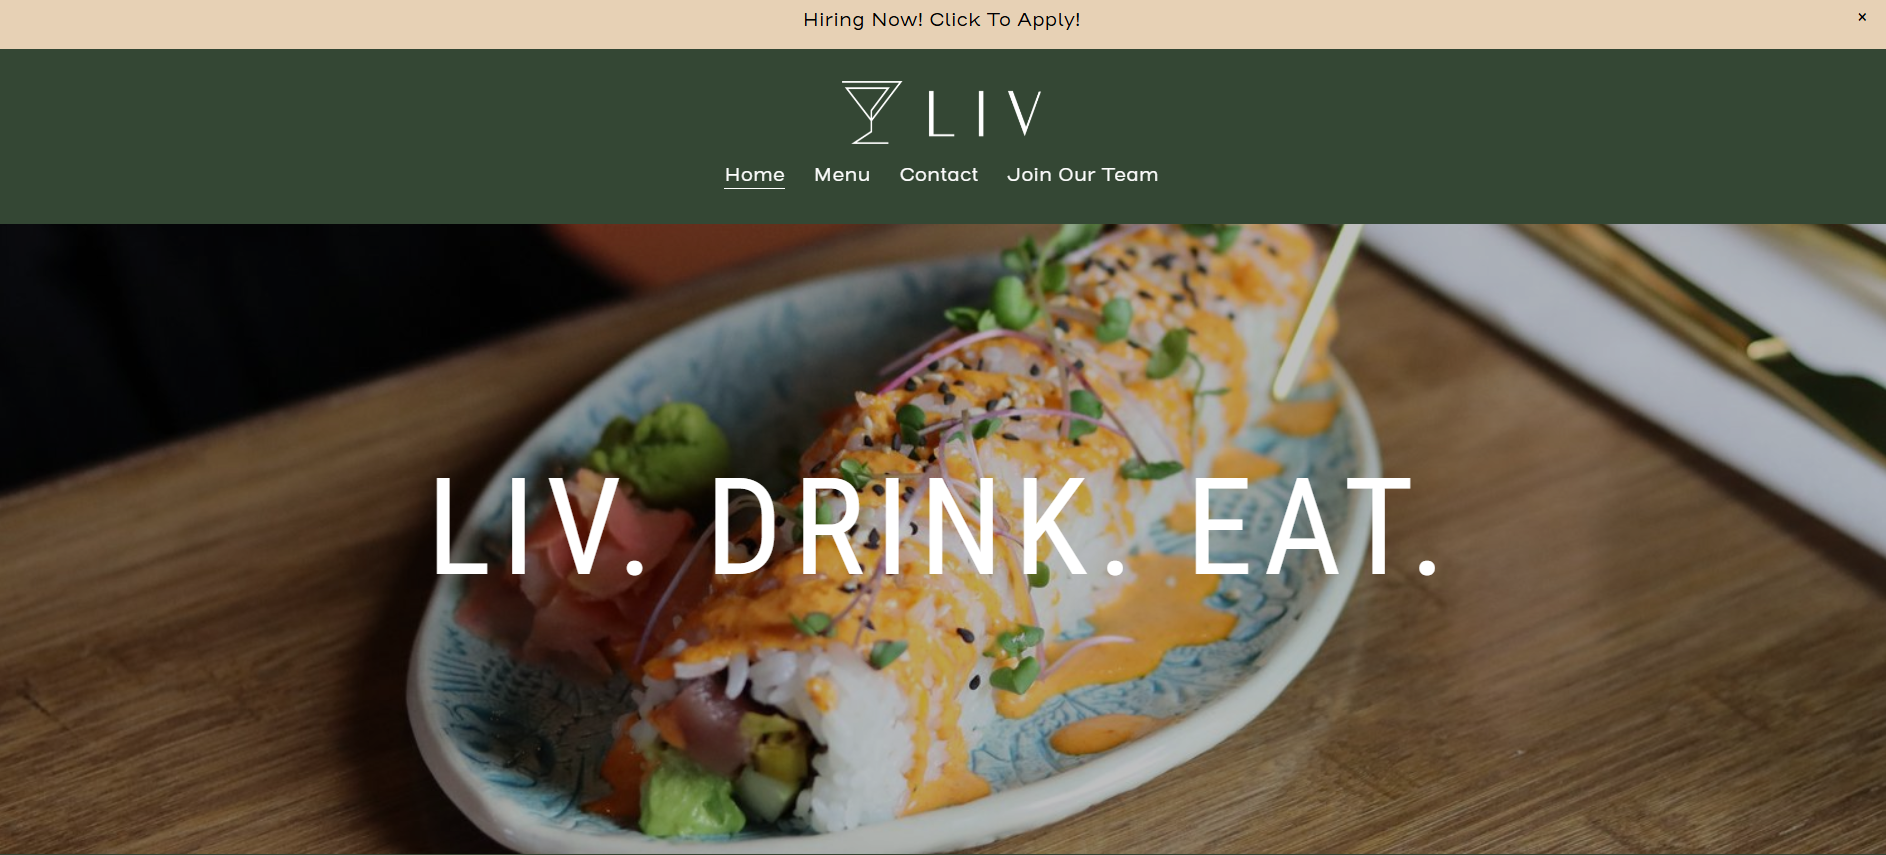 Hiring Now! Click To Apply!
×
LIV
Home Menu Contact Join Our Team
LIV. DRINK. EAT.